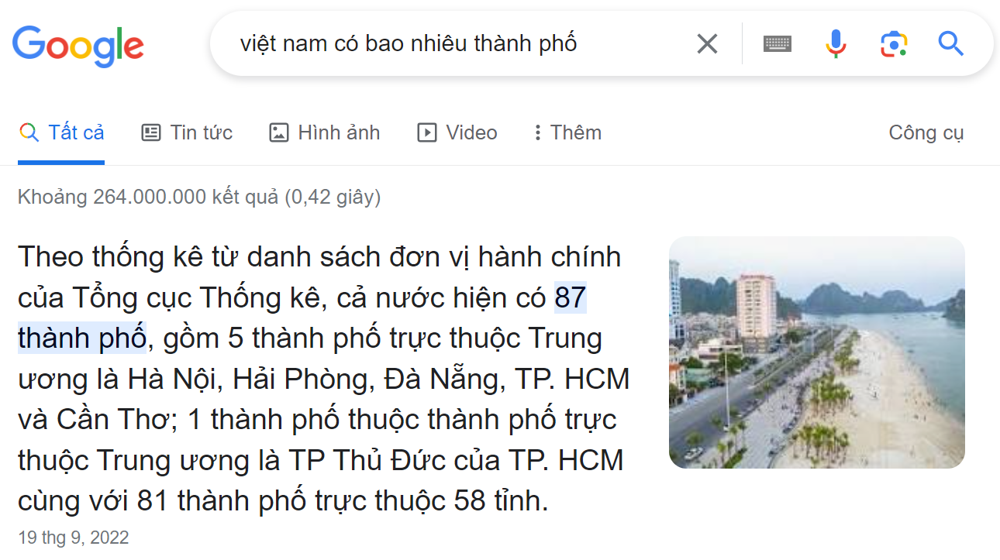 Google
việt nam có bao nhiêu thành phố
Tất cả
Tin tức
Hình ảnh
Video
Thêm
Công cụ
Khoảng 264.000.000 kết quả (0,42 giây)
Theo thống kê từ danh sách đơn vị hành chính
của Tổng cục Thống kê, cả nước hiện có 87
thành phố, gồm 5 thành phố trực thuộc Trung
ương là Hà Nội, Hải Phòng, Đà Nẵng, TP. HCM
và Cần Thơ; 1 thành phố thuộc thành phố trực
thuộc Trung ương là TP Thủ Đức của TP. HCM
cùng với 81 thành phố trực thuộc 58 tỉnh.
19 thg 9, 2022